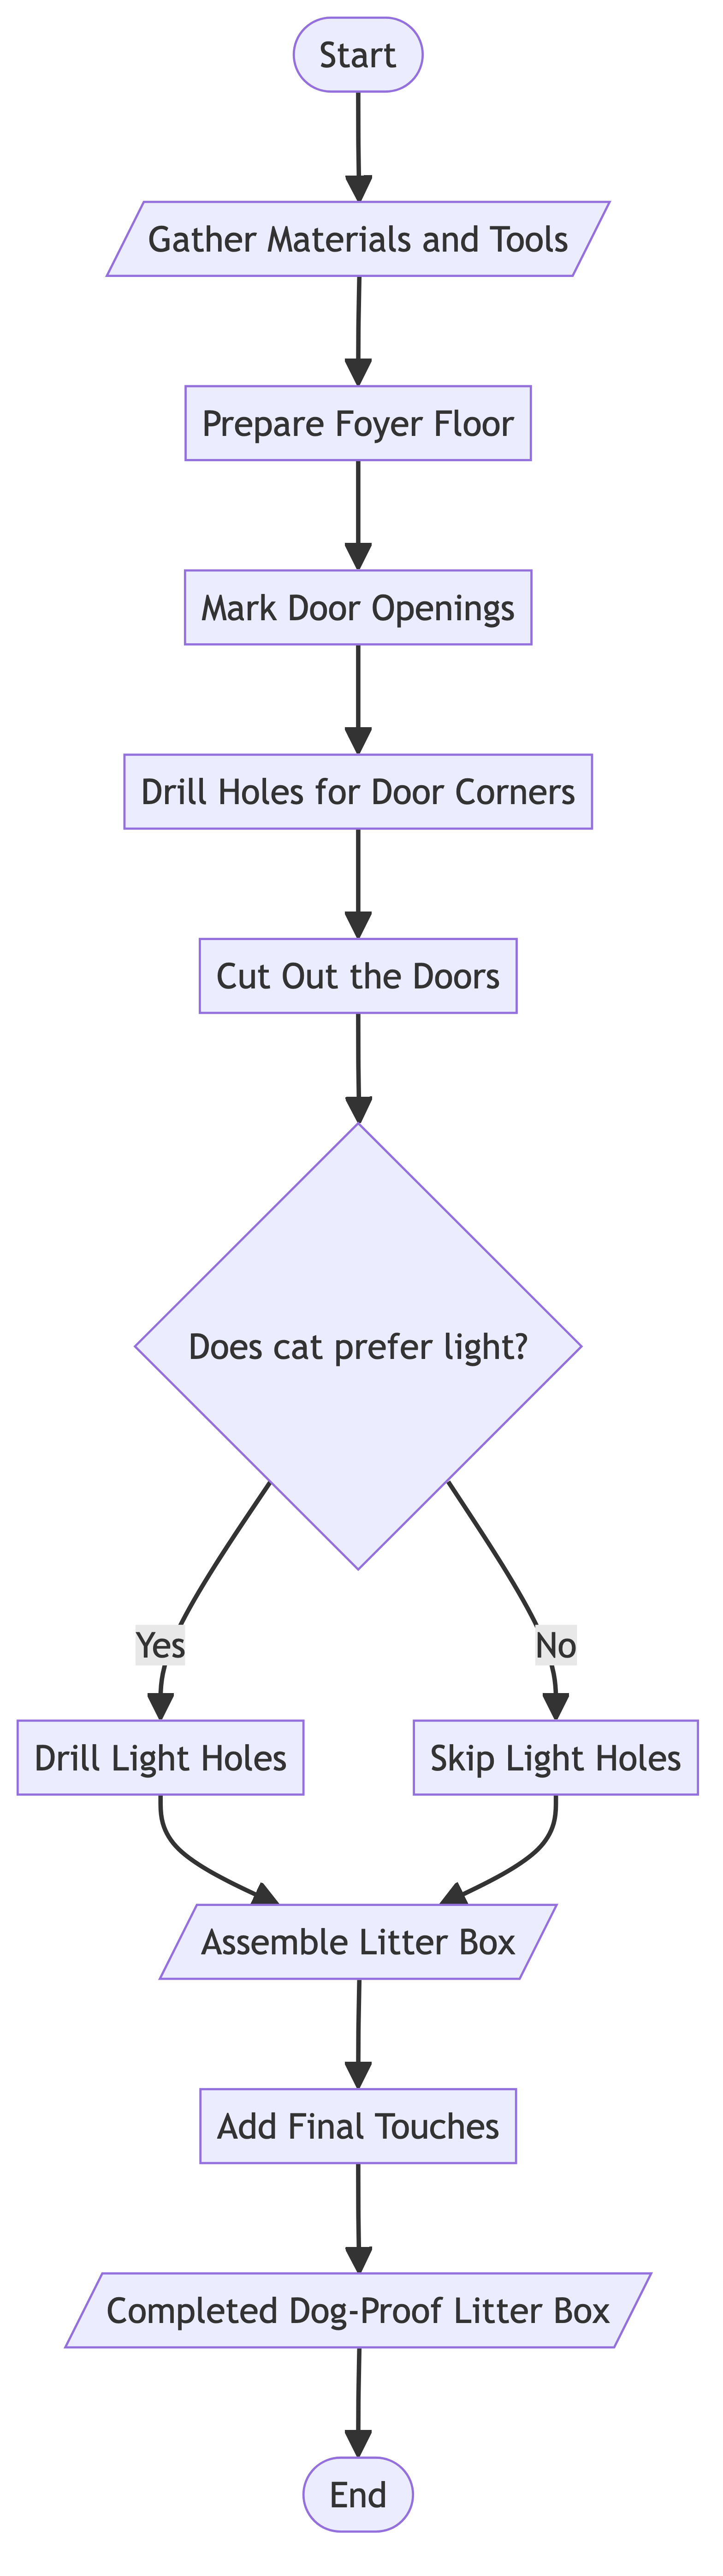 Start
Gather Materials and Tools
Prepare Foyer Floor
Mark Door Openings
Drill Holes for Door Corners
Cut Out the Doors
Does cat prefer light?
Yes
No
Drill Light Holes
Skip Light Holes
Assemble Litter Box
Add Final Touches
Completed Dog-Proof Litter Box
End